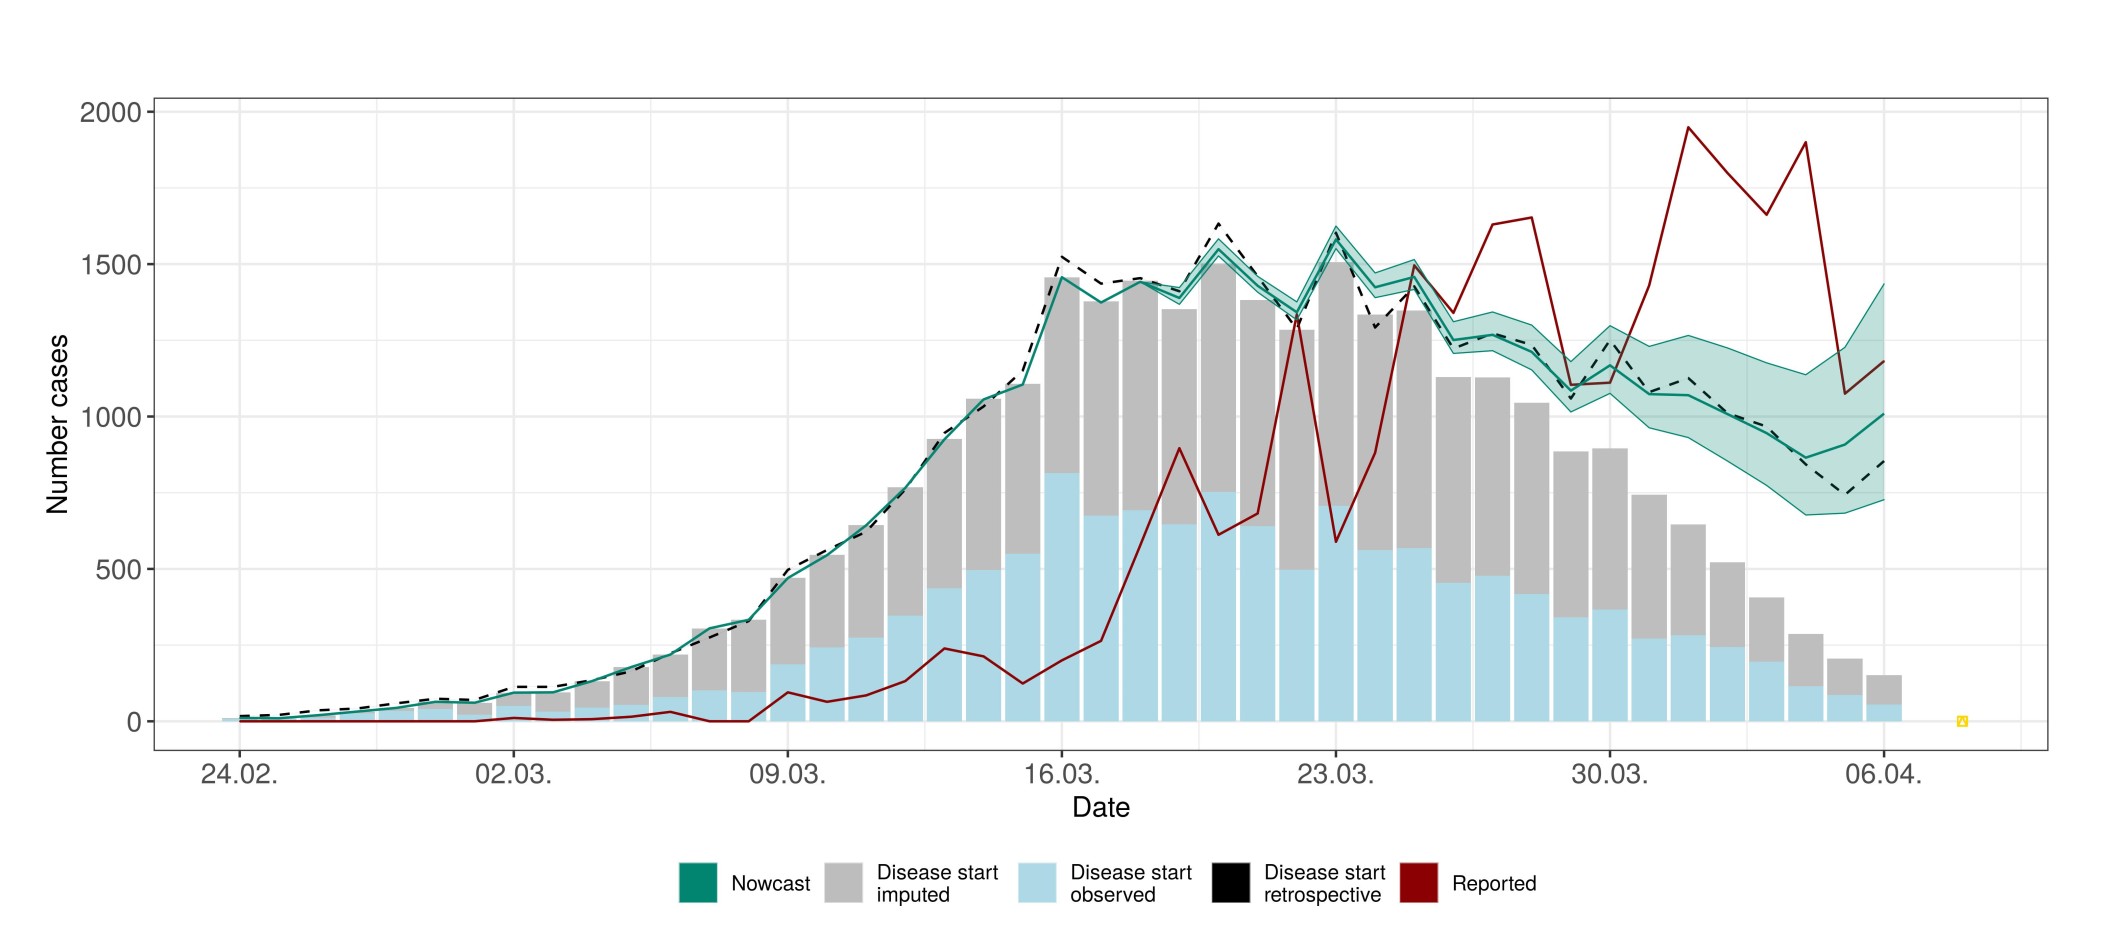 2000
1500
1000
500
0
Number cases
24.02.
02.03.
09.03.
16.03.
23.03.
30.03.
06.04.
Date
Nowcast
Disease start
imputed
Disease start
observed
Disease start
retrospective
Reported